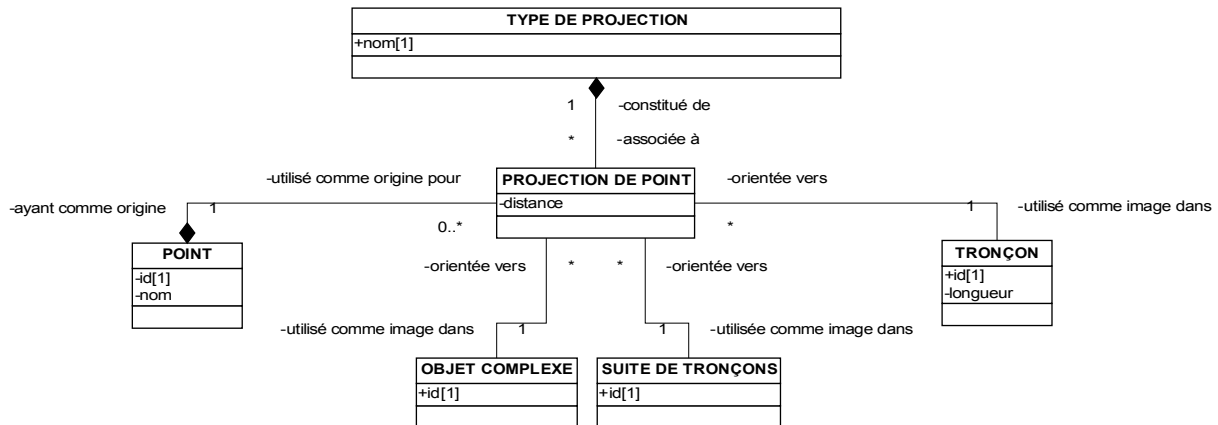 TYPE DE PROJECTION
+nom[1]
1 -constitué de
* -associée à
-utilisé comme origine pour
PROJECTION DE POINT
-orientée vers
-distance
-ayant comme origine
1
1
-utilisé comme image dans
0..*
*
POINT
-id[1]
-nom
TRONÇON
+id[1]
-longueur
-orientée vers
*
*
-orientée vers
-utilisé comme image dans
1
1
-utilisée comme image dans
OBJET COMPLEXE
+id[1]
SUITE DE TRONÇONS
+id[1]